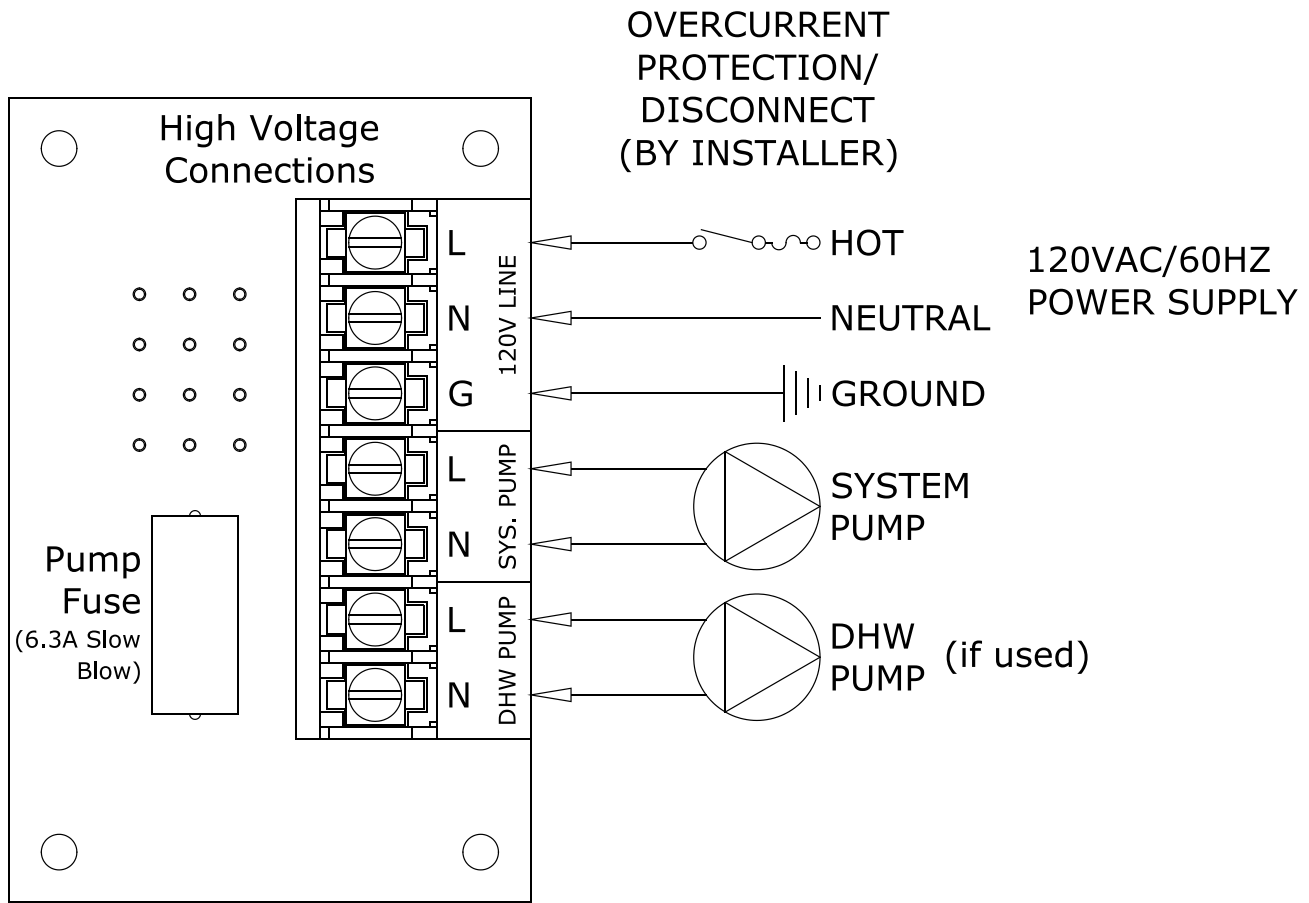 OVERCURRENT
PROTECTION/
DISCONNECT
(BY INSTALLER)
High Voltage
Connections
L
N
G
120V LINE
HOT
NEUTRAL
GROUND
120VAC/60HZ
POWER SUPPLY
L
N
SYS. PUMP
SYSTEM
PUMP
L
N
DHW PUMP
DHW
PUMP
(if used)
Pump
Fuse
(6.3A Slow
Blow)